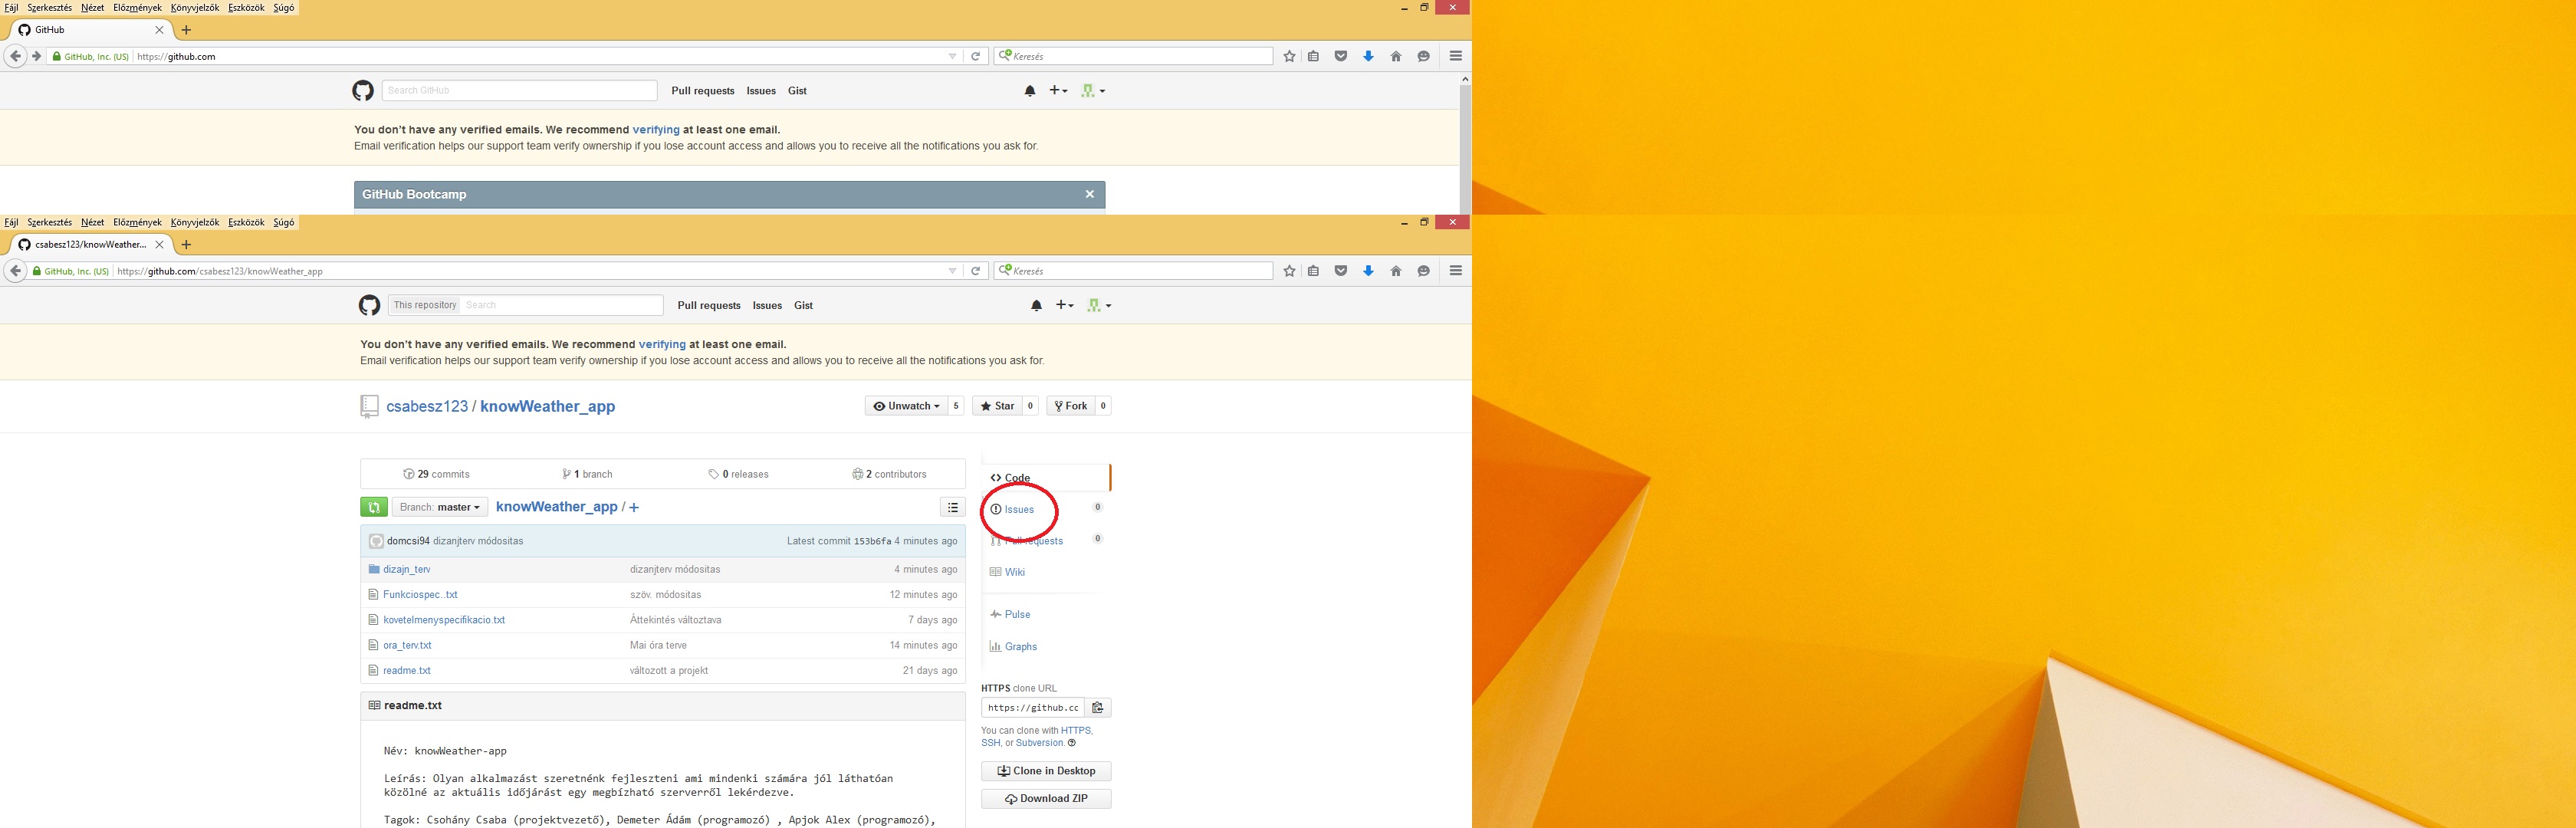 Fájl Szerkesztés Nézet Előzmények Könyvjelzők Eszközök Súgó
GitHub
GitHub, Inc. (US) https://github.com Keresés
Search GitHub Pull requests Issues Gist
You don't have any verified emails. We recommend verifying at least one email.
Email verification helps our support team verify ownership if you lose account access and allows you to receive all the notifications you ask for.
GitHub Bootcamp
Fájl Szerkesztés Nézet Előzmények Könyvjelzők Eszközök Súgó
csabesz123/knowWeather...
GitHub, Inc. (US) https://github.com/csabesz123/knowWeather_app Keresés
This repository Search Pull requests Issues Gist
You don't have any verified emails. We recommend verifying at least one email.
Email verification helps our support team verify ownership if you lose account access and allows you to receive all the notifications you ask for.
csabesz123 / knowWeather_app Unwatch 5 Star 0 Fork 0
29 commits 1 branch 0 releases 2 contributors
Branch: master knowWeather_app / +
domcsi94 dizanjterv módositas Latest commit 153b6fa 4 minutes ago
dizajn_terv dizanjterv módositas 4 minutes ago
Funkciospec..txt szöv. módositas 12 minutes ago
kovetelmenyspecifikacio.txt Áttekintés változtava 7 days ago
ora_terv.txt Mai óra terve 14 minutes ago
readme.txt változott a projekt 21 days ago
readme.txt
Név: knowWeather-app
Leírás: Olyan alkalmazást szeretnénk fejleszteni ami mindenki számára jól láthatóan
közölné az aktuális időjárást egy megbízható szerverről lekérdezve.
Tagok: Csohány Csaba (projektvezető), Demeter Ádám (programozó) , Apjok Alex (programozó),
Code
Issues 0
Pull requests 0
Wiki
Pulse
Graphs
HTTPS clone URL
https://github.cc
You can clone with HTTPS,
SSH, or Subversion.
Clone in Desktop
Download ZIP